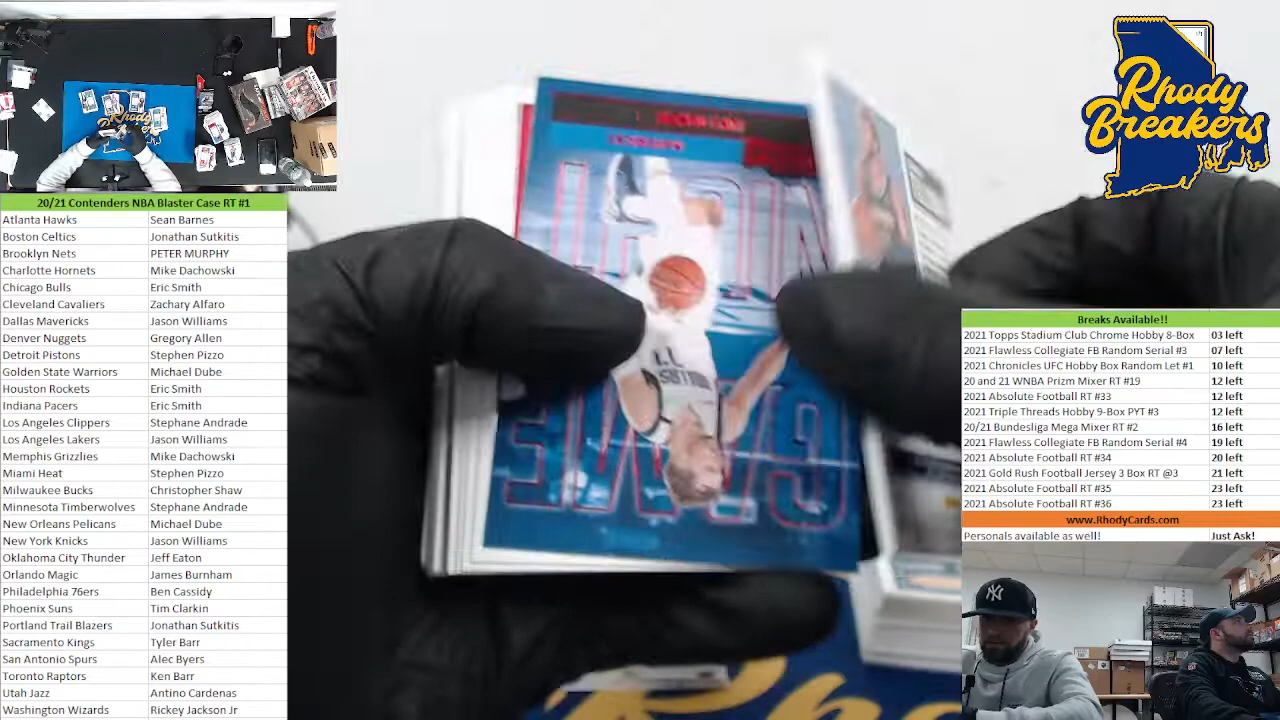 20/21 Contenders NBA Blaster Case RT #1
Atlanta Hawks Sean Barnes
Boston Celtics Jonathan Sutkitis
Brooklyn Nets PETER MURPHY
Charlotte Hornets Mike Dachowski
Chicago Bulls Eric Smith
Cleveland Cavaliers Zachary Alfaro
Dallas Mavericks Jason Williams
Denver Nuggets Gregory Allen
Detroit Pistons Stephen Pizzo
Golden State Warriors Michael Dube
Houston Rockets Eric Smith
Indiana Pacers Eric Smith
Los Angeles Clippers Stephane Andrade
Los Angeles Lakers Jason Williams
Memphis Grizzlies Mike Dachowski
Miami Heat Stephen Pizzo
Milwaukee Bucks Christopher Shaw
Minnesota Timberwolves Stephane Andrade
New Orleans Pelicans Michael Dube
New York Knicks Jason Williams
Oklahoma City Thunder Jeff Eaton
Orlando Magic James Burnham
Philadelphia 76ers Ben Cassidy
Phoenix Suns Tim Clarkin
Portland Trail Blazers Jonathan Sutkitis
Sacramento Kings Tyler Barr
San Antonio Spurs Alec Byers
Toronto Raptors Ken Barr
Utah Jazz Antino Cardenas
Washington Wizards Rickey Jackson Jr
GAME
Rhody
Breakers
Breaks Available!!
2021 Topps Stadium Club Chrome Hobby 8-Box 03 left
2021 Flawless Collegiate FB Random Serial #3 07 left
2021 Chronicles UFC Hobby Box Random Let #1 10 left
20 and 21 WNBA Prizm Mixer RT #19 12 left
2021 Absolute Football RT #33 12 left
2021 Triple Threads Hobby 9-Box PYT #3 12 left
20/21 Bundesliga Mega Mixer RT #2 16 left
2021 Flawless Collegiate FB Random Serial #4 19 left
2021 Absolute Football RT #34 20 left
2021 Gold Rush Football Jersey 3 Box RT @3 21 left
2021 Absolute Football RT #35 23 left
2021 Absolute Football RT #36 23 left
www.RhodyCards.com
Personals available as well! Just Ask!